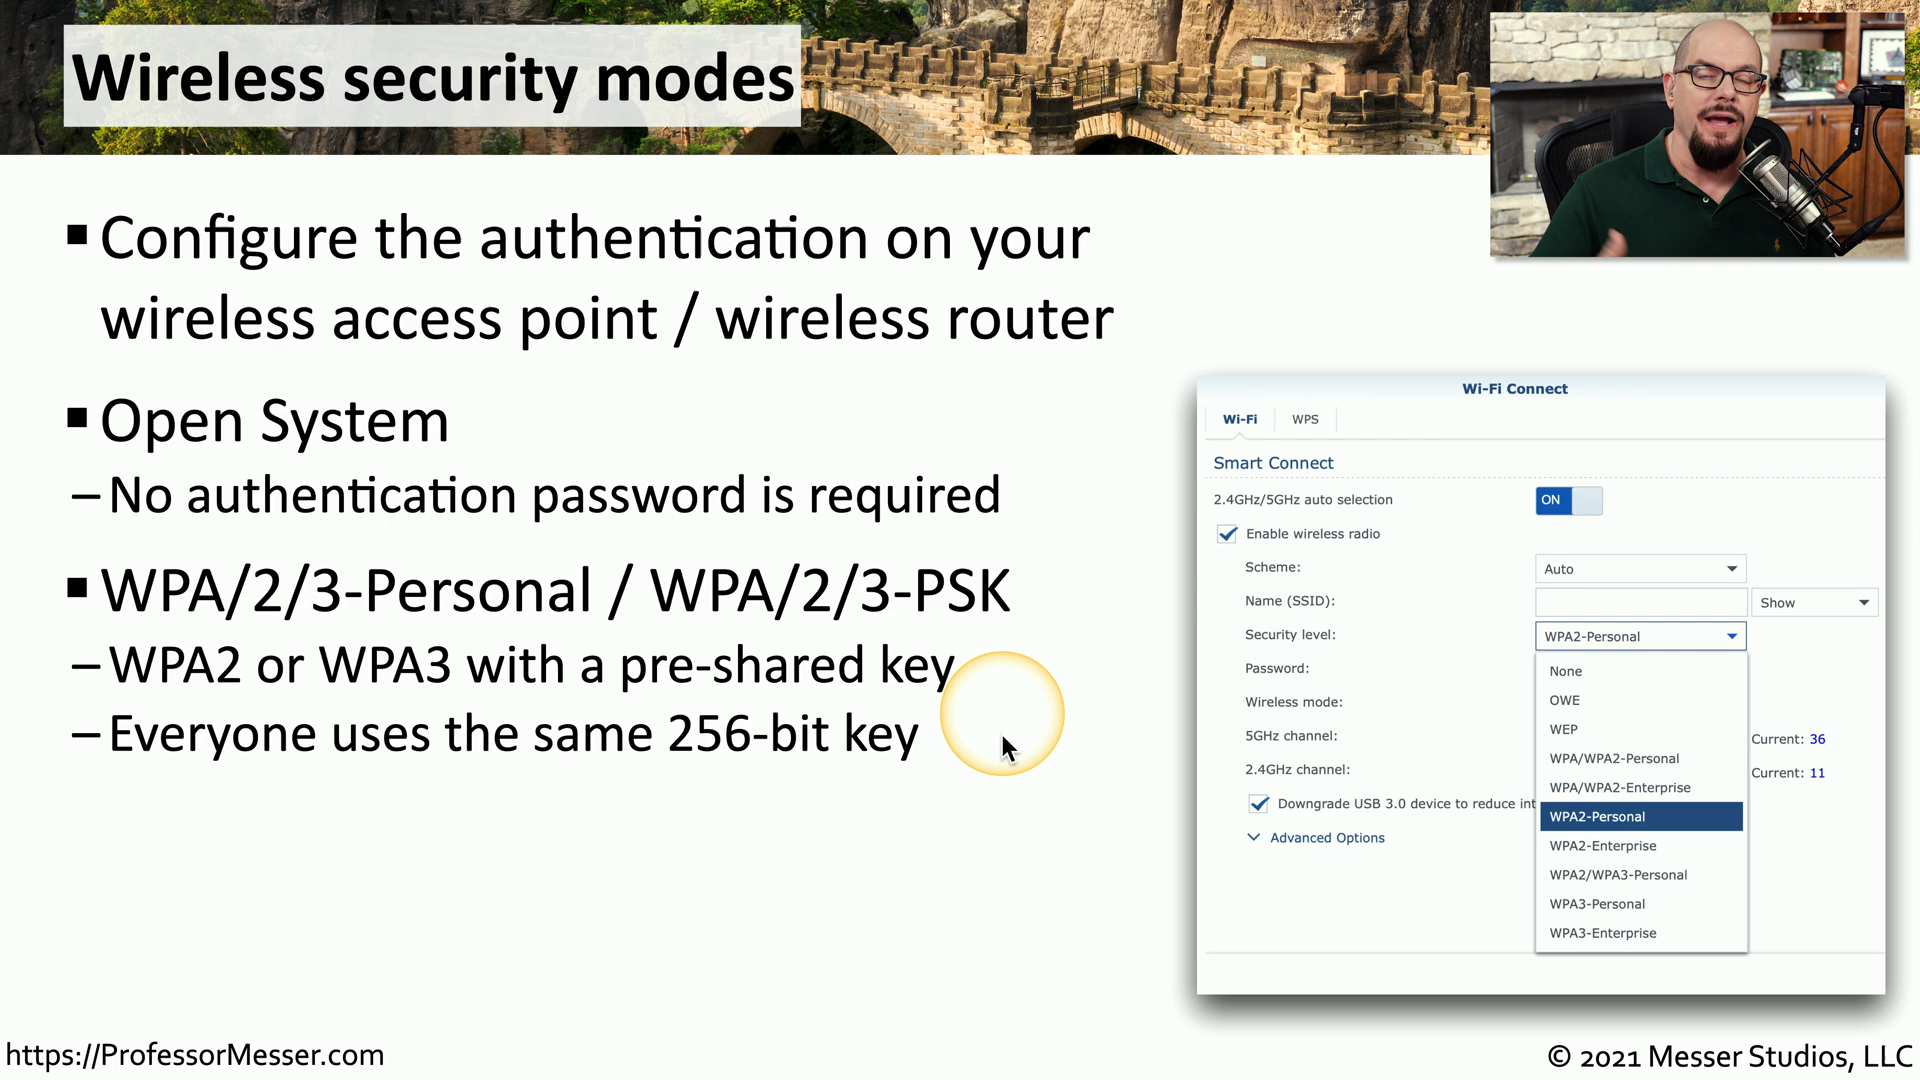 Wireless security modes
▪ Configure the authentication on your
wireless access point / wireless router
▪ Open System
– No authentication password is required
▪ WPA/2/3-Personal / WPA/2/3-PSK
– WPA2 or WPA3 with a pre-shared key
– Everyone uses the same 256-bit key
Wi-Fi Connect
Wi-Fi WPS
Smart Connect
2.4GHz/5GHz auto selection ON
Enable wireless radio
Scheme: Auto
Name (SSID): Show
Security level: WPA2-Personal
Password:
Wireless mode:
5GHz channel:
2.4GHz channel:
Downgrade USB 3.0 device to reduce int
Advanced Options
None
OWE
WEP
WPA/WPA2-Personal
WPA/WPA2-Enterprise
WPA2-Personal
WPA2-Enterprise
WPA2/WPA3-Personal
WPA3-Personal
WPA3-Enterprise
Current: 36
Current: 11
https://ProfessorMesser.com
© 2021 Messer Studios, LLC